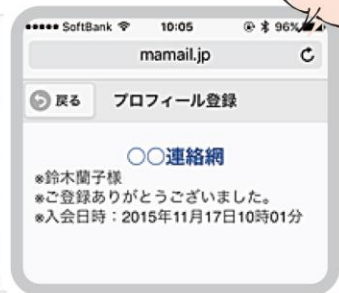 ●●●●● SoftBank 10:05 96%
mamail.jp
戻る プロフィール登録
○○連絡網
※鈴木蘭子様
※ご登録ありがとうございました。
※入会日時：2015年11月17日10時01分